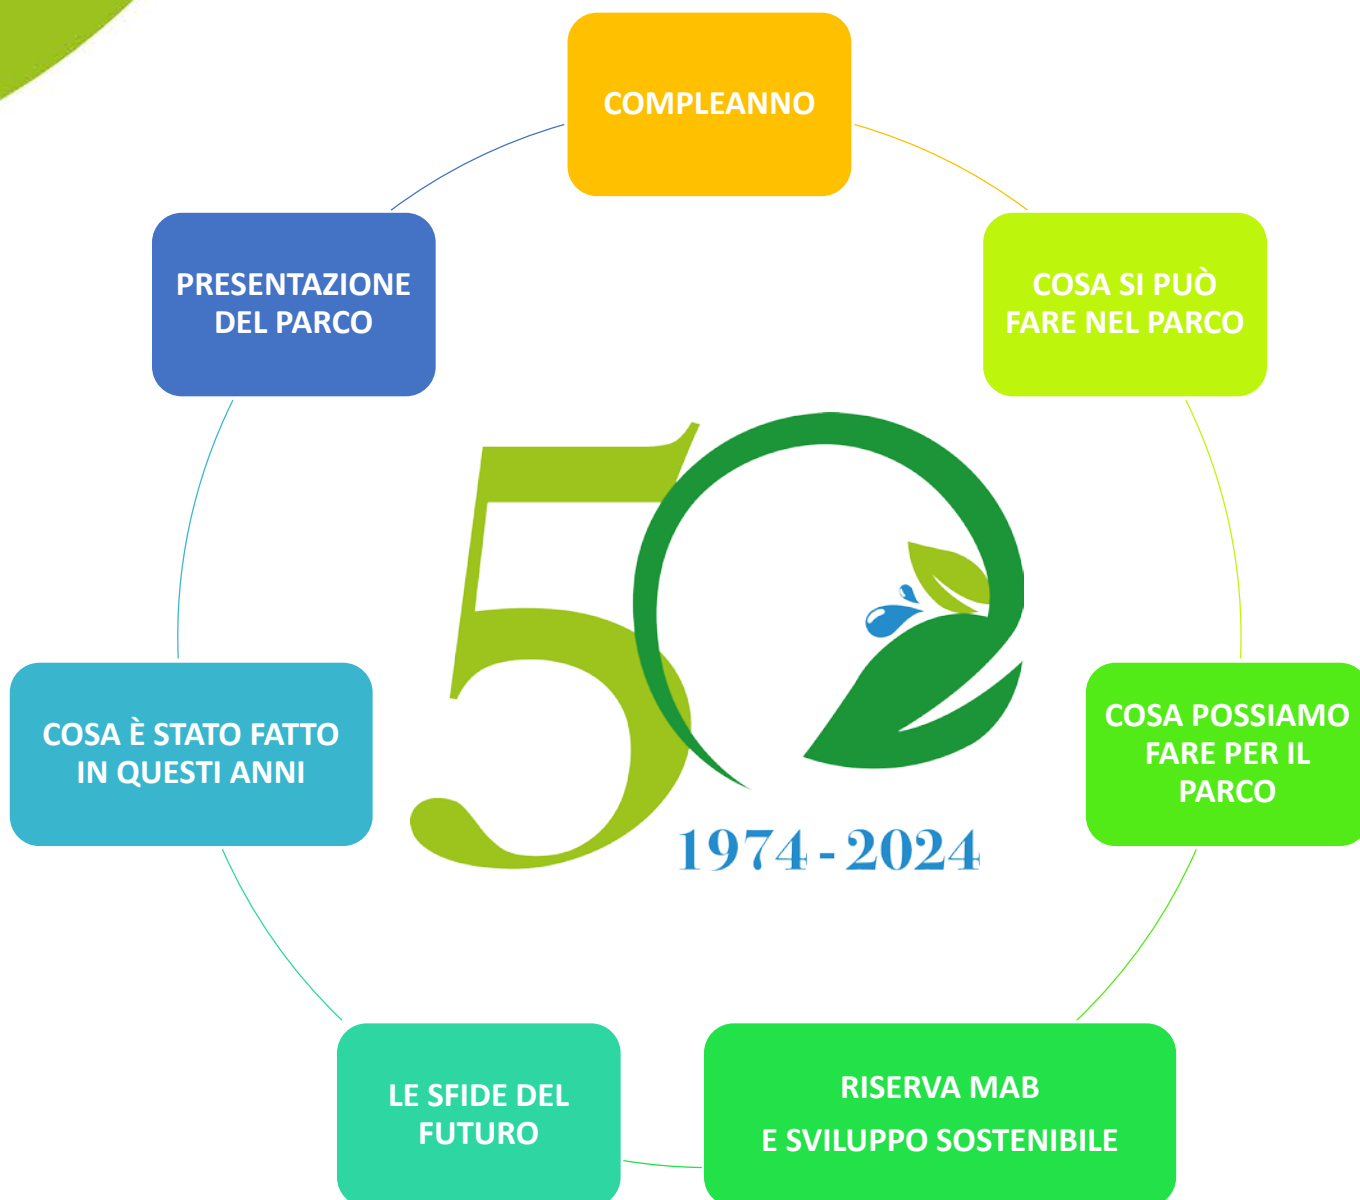 COMPLEANNO
PRESENTAZIONE
DEL PARCO
COSA SI PUÒ
FARE NEL PARCO
50
COSA È STATO FATTO
IN QUESTI ANNI
COSA POSSIAMO
FARE PER IL
PARCO
1974 - 2024
LE SFIDE DEL
FUTURO
RISERVA MAB
E SVILUPPO SOSTENIBILE